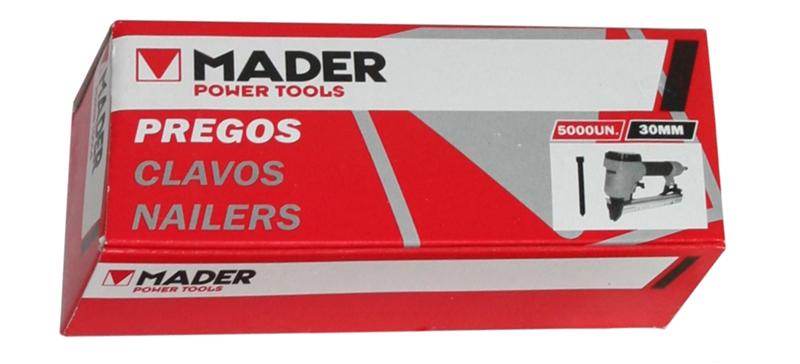 MADER
POWER TOOLS
PREGOS
CLAVOS
NAILERS
5000UN. 30MM
MADER
POWER TOOLS